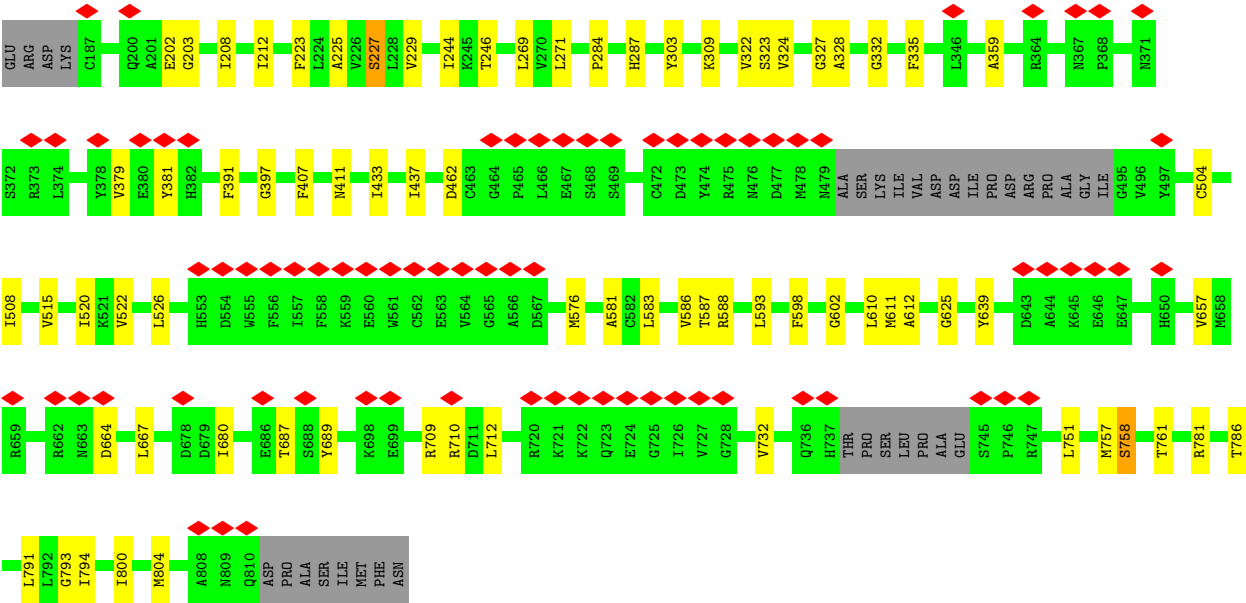 GLU ARG ASP LYS C187 Q200 A201 E202 G203 I208 I212 F223 L224 A225 V226 S227 L228 V229 I244 K245 T246 L269 V270 L271 P284 H287 Y303 K309 V322 S323 V324 G327 A328 G332 F335 L346 A359 R364 N367 P368 N371
S372 R373 L374 Y378 V379 E380 Y381 H382 F391 G397 F407 N411 I433 I437 D462 C463 G464 P465 L466 E467 S468 S469 C472 D473 Y474 R475 N476 D477 M478 N479 ALA SER LYS ILE VAL ASP ASP ILE PRO ASP ARG PRO ALA GLY ILE G495 V496 Y497 C504
I508 V515 I520 K521 V522 L526 H553 D554 W555 F556 I557 F558 K559 E560 W561 C562 E563 V564 G565 A566 D567 M576 A581 C582 L583 V586 T587 R588 L593 F598 G602 L610 M611 A612 G625 Y639 D643 A644 K645 E646 E647 H650 V657 M658
R659 R662 N663 D664 L667 D678 D679 I680 E686 T687 S688 Y689 K698 E699 R709 R710 D711 L712 R720 K721 K722 Q723 E724 G725 I726 V727 G728 V732 Q736 H737 THR PRO SER LEU PRO ALA GLU S745 P746 R747 L751 M757 S758 T761 R781 T786
L791 L792 G793 I794 I800 M804 A808 N809 Q810 ASP PRO ALA SER ILE MET PHE ASN